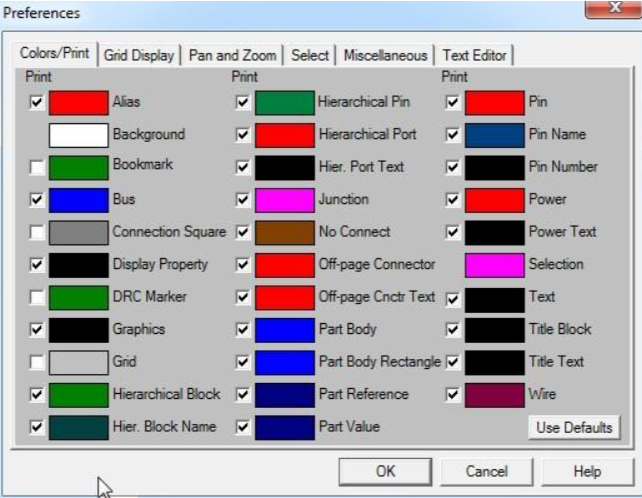 Preferences
Colors/Print Grid Display Pan and Zoom Select Miscellaneous Text Editor
Print Print Print
Alias Hierarchical Pin Pin
Background Hierarchical Port Pin Name
Bookmark Hier. Port Text Pin Number
Bus Junction Power
Connection Square No Connect Power Text
Display Property Off-page Connector Selection
DRC Marker Off-page Cnctr Text Text
Graphics Part Body Title Block
Grid Part Body Rectangle Title Text
Hierarchical Block Part Reference Wire
Hier. Block Name Part Value Use Defaults
OK Cancel Help